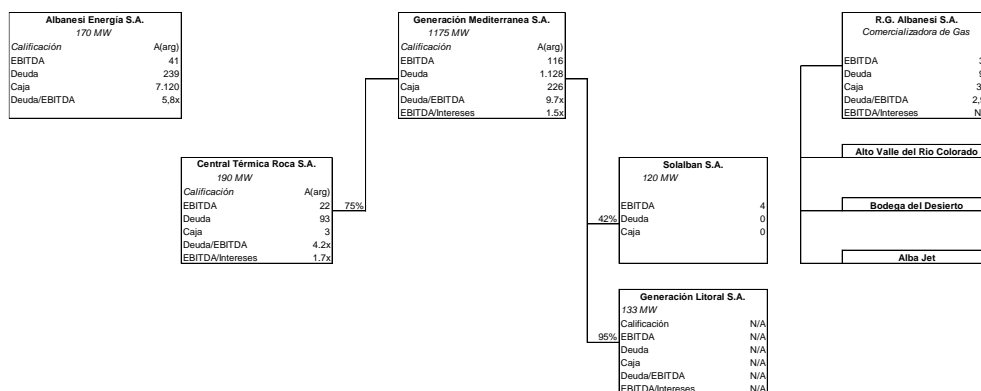 Albanesi Energía S.A.
170 MW
Calificación A(arg)
EBITDA 41
Deuda 239
Caja 7.120
Deuda/EBITDA 5,8x
Generación Mediterranea S.A.
1175 MW
Calificación A(arg)
EBITDA 116
Deuda 1.128
Caja 226
Deuda/EBITDA 9.7x
EBITDA/Intereses 1.5x
R.G. Albanesi S.A.
Comercializadora de Gas
EBITDA
Deuda
Caja
Deuda/EBITDA
EBITDA/Intereses
Central Térmica Roca S.A.
190 MW
Calificación A(arg)
EBITDA 22
Deuda 93
Caja 3
Deuda/EBITDA 4.2x
EBITDA/Intereses 1.7x
75%
Solalban S.A.
120 MW
EBITDA 4
42% Deuda 0
Caja 0
Alto Valle del Rio Colorado
Bodega del Desierto
Alba Jet
Generación Litoral S.A.
133 MW
Calificación N/A
95% EBITDA N/A
Deuda N/A
Caja N/A
Deuda/EBITDA N/A
EBITDA/Intereses N/A